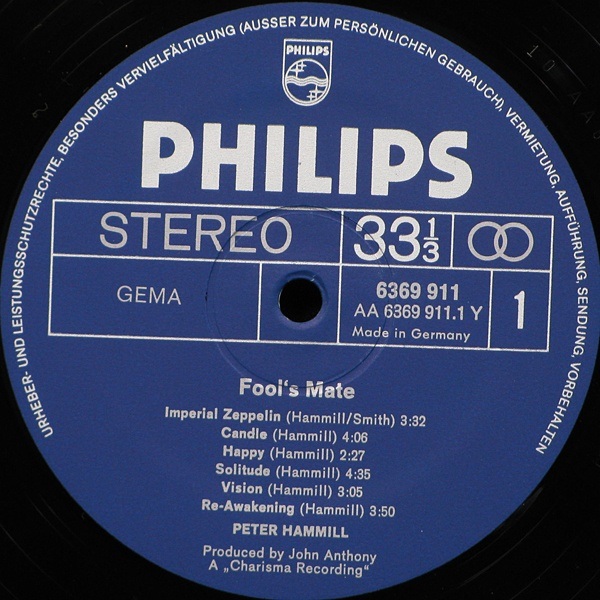 URHEBER- UND LEISTUNGSSCHUTZRECHTE, BESONDERS VERVIELFÄLTIGUNG (AUSSER ZUM PERSÖNLICHEN GEBRAUCH), VERMIETUNG, AUFFÜHRUNG, SENDUNG, VORBEHALTEN
PHILIPS
PHILIPS
STEREO 33 1/3
GEMA
6369 911
AA 6369 911.1 Y
Made in Germany
1
Fool's Mate
Imperial Zeppelin (Hammill/Smith) 3:32
Candle (Hammill) 4:06
Happy (Hammill) 2:27
Solitude (Hammill) 4:35
Vision (Hammill) 3:05
Re-Awakening (Hammill) 3:50
PETER HAMMILL
Produced by John Anthony
A „Charisma Recording"